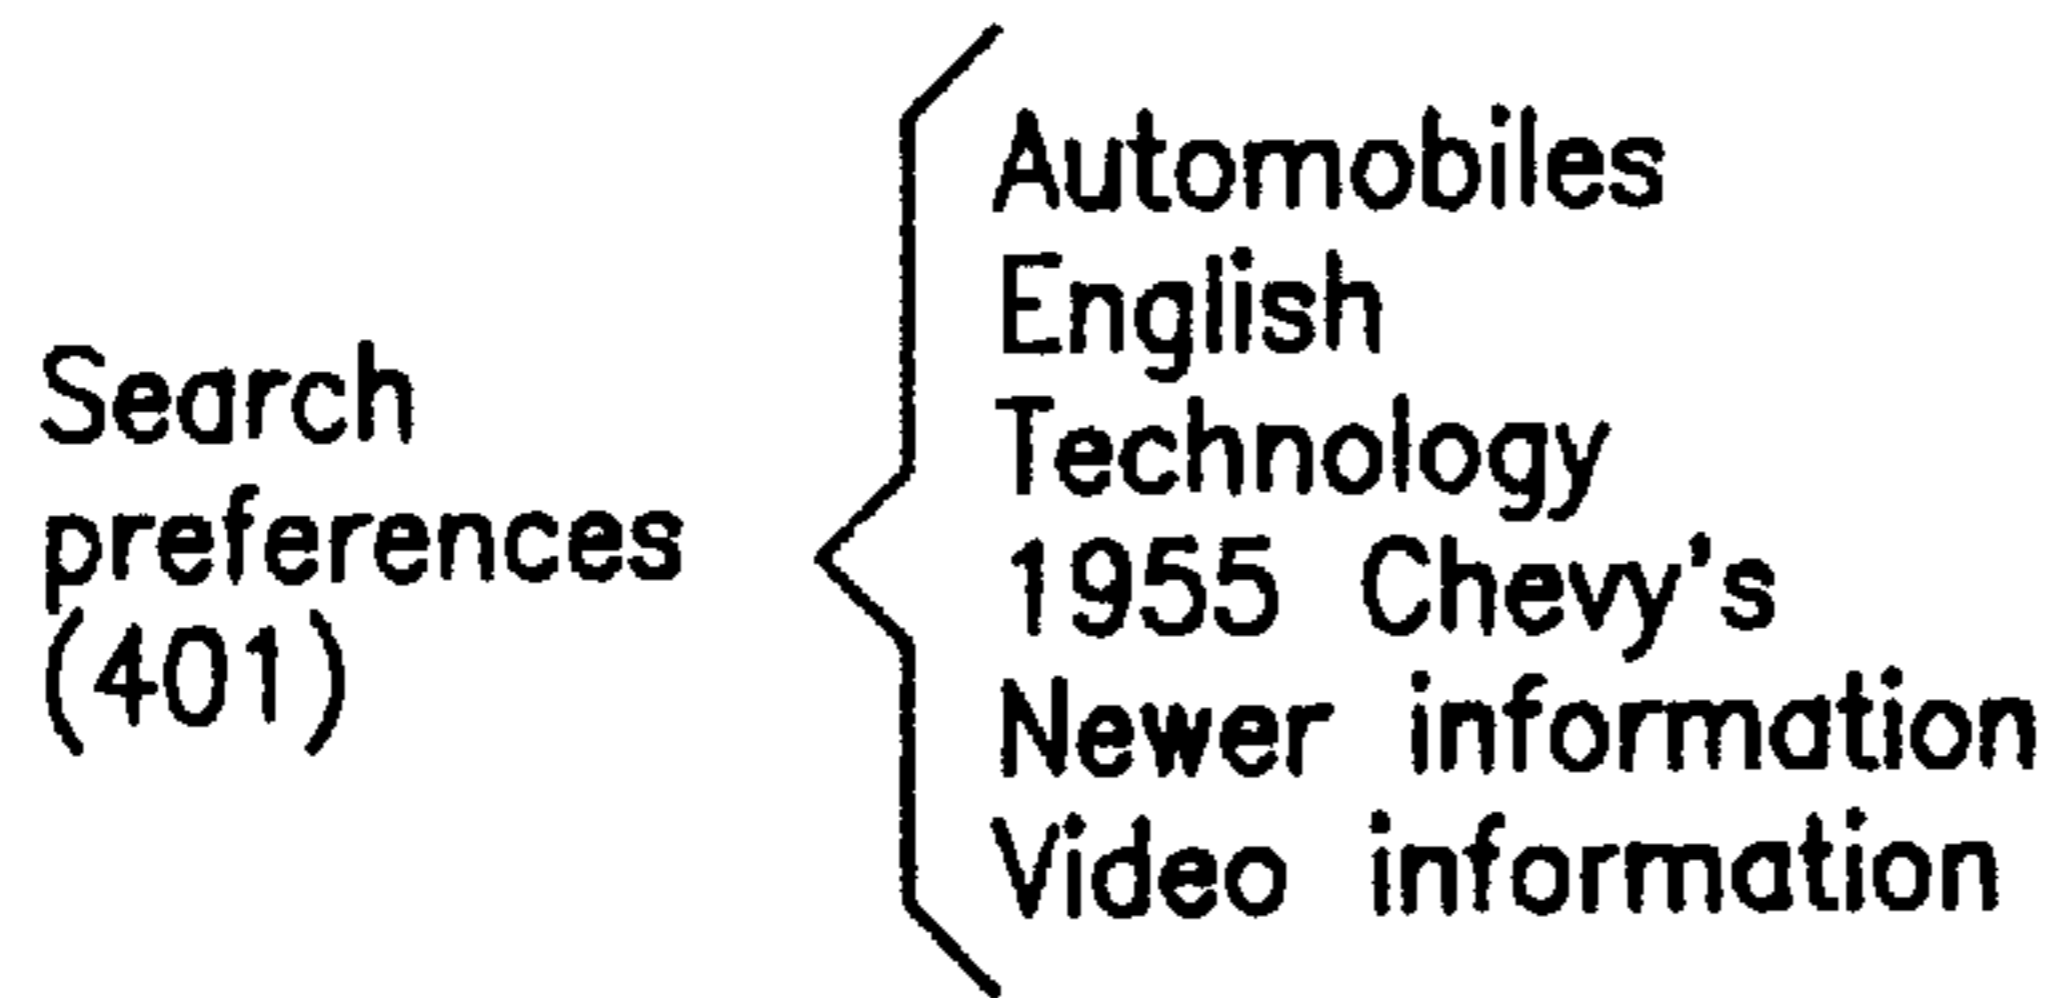 Search
preferences
(401)
Automobiles
English
Technology
1955 Chevy's
Newer information
Video information